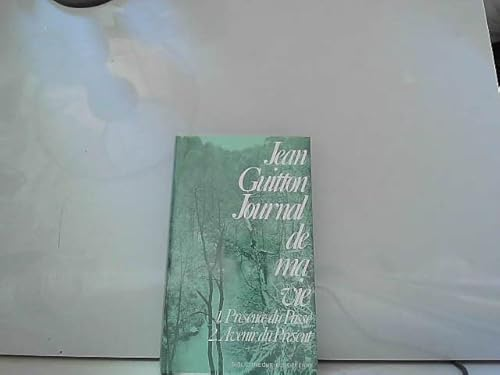 Jean
Guitton
Journal
de
ma
vie
1. Présence du Passé
2. Avenir du Présent